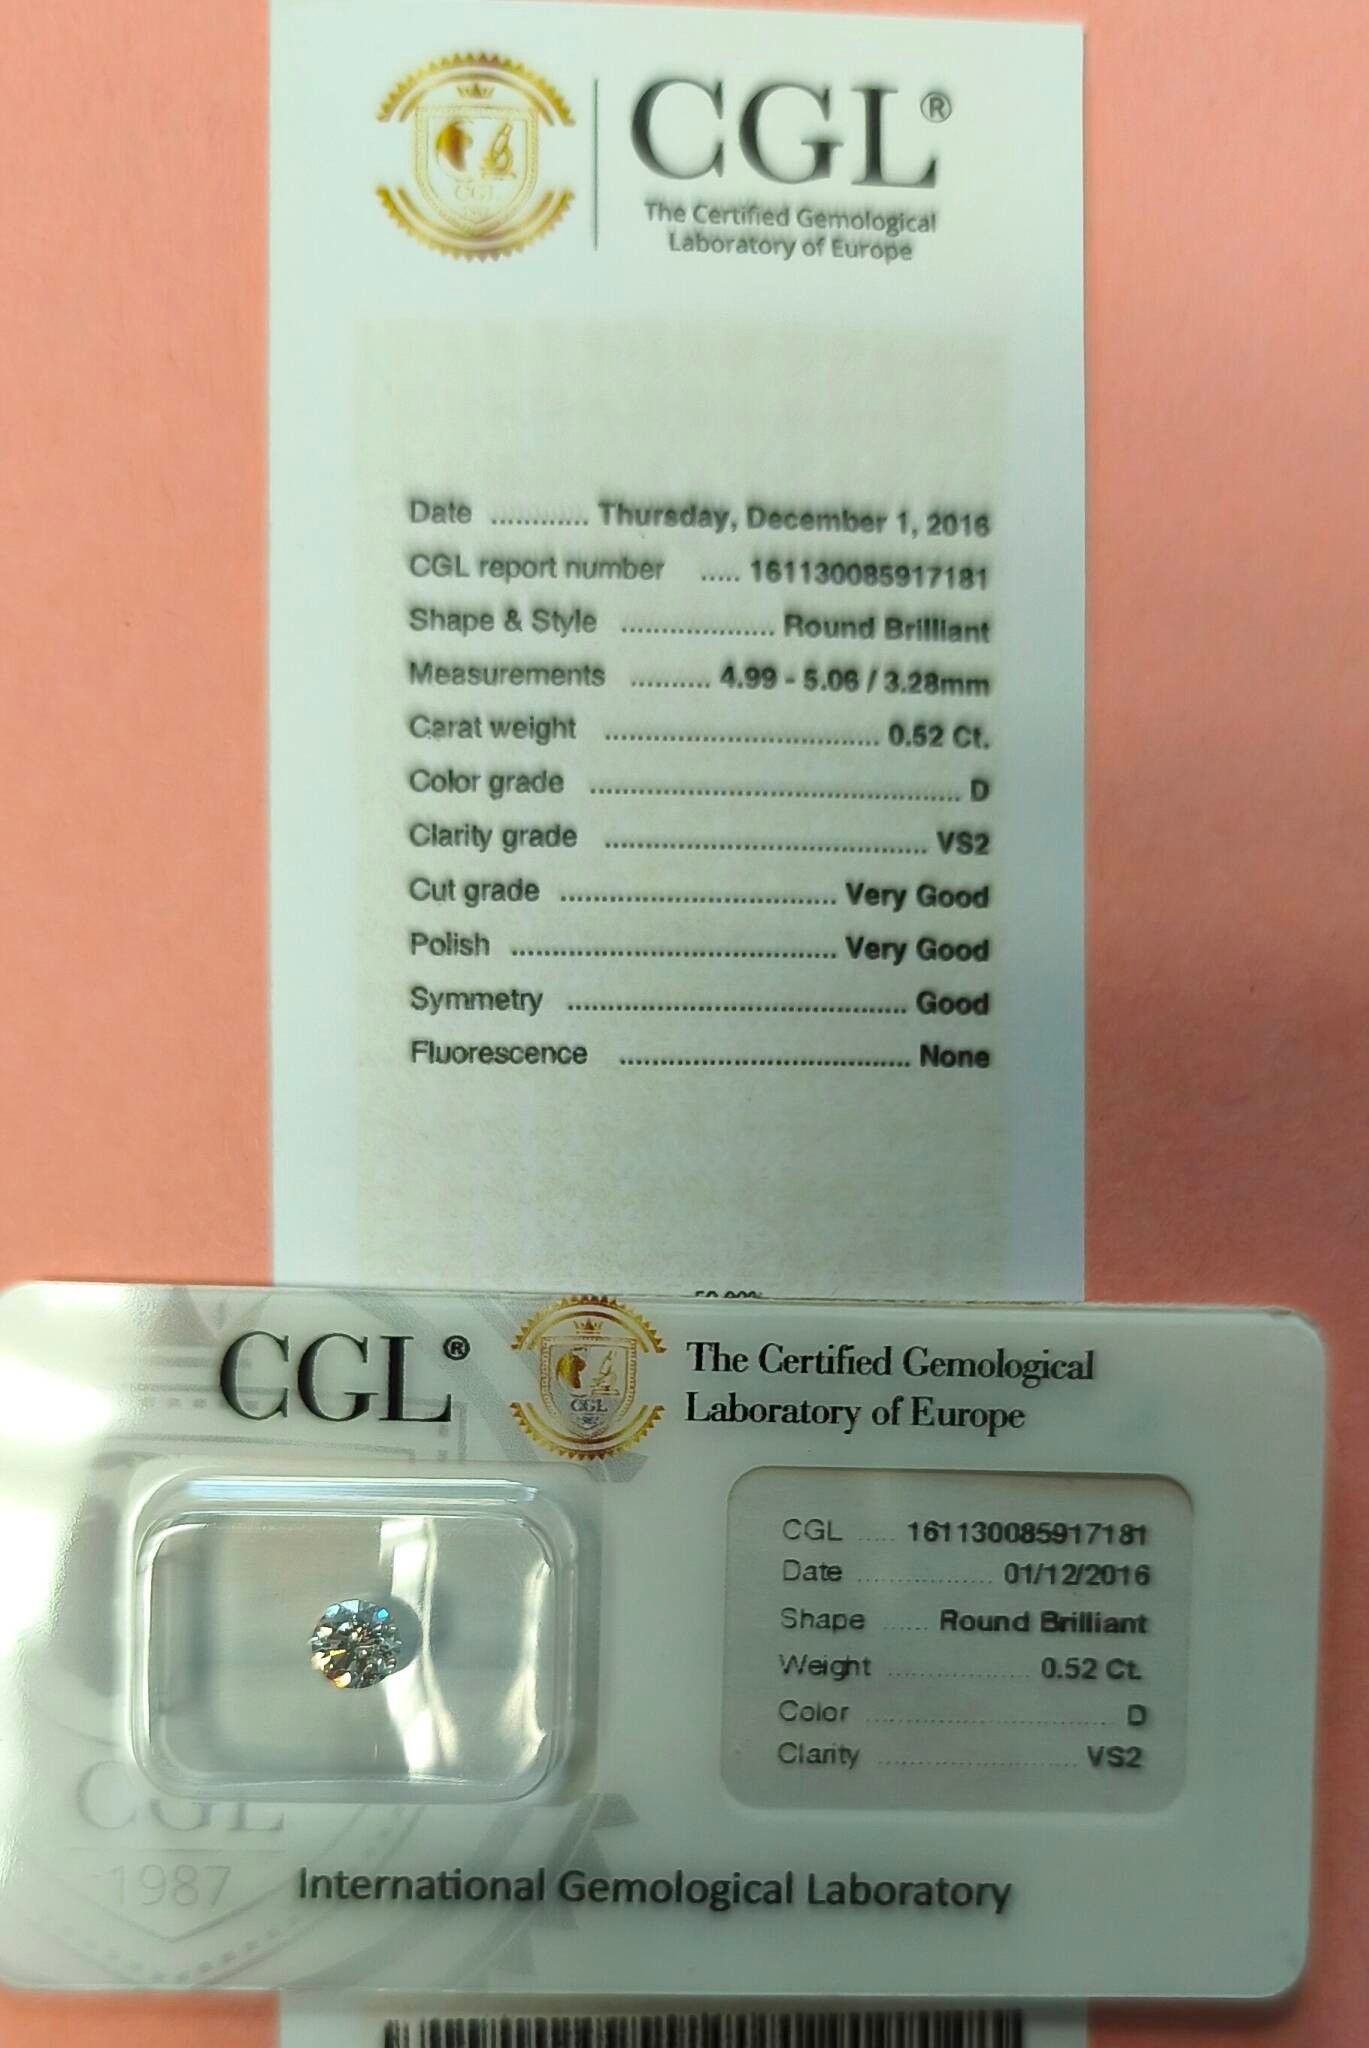 CGL®
The Certified Gemological
Laboratory of Europe
CGL
Date ............ Thursday, December 1, 2016
CGL report number ..... 161130085917181
Shape & Style ................... Round Brilliant
Measurements .......... 4.99 - 5.06 / 3.28mm
Carat weight .................................. 0.52 Ct.
Color grade .............................................. D
Clarity grade ........................................ VS2
Cut grade .................................. Very Good
Polish ........................................ Very Good
Symmetry .......................................... Good
Fluorescence .................................... None
CGL®
CGL
The Certified Gemological
Laboratory of Europe
CGL ..... 161130085917181
Date ................. 01/12/2016
Shape ...... Round Brilliant
Weight .................. 0.52 Ct.
Color ............................... D
Clarity ......................... VS2
CGL
1987
International Gemological Laboratory